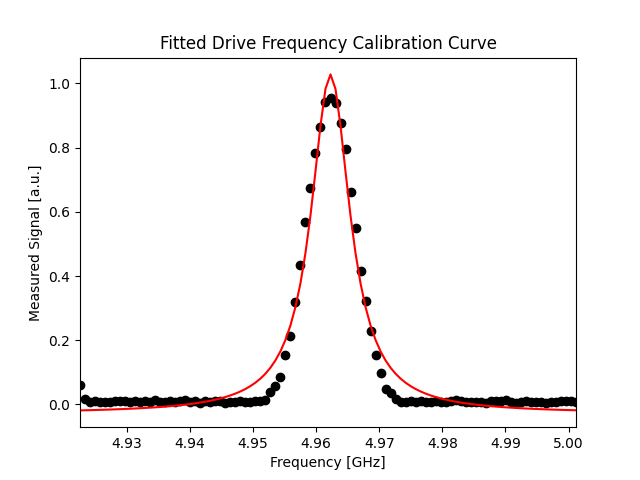 Fitted Drive Frequency Calibration Curve
Measured Signal [a.u.]
1.0
0.8
0.6
0.4
0.2
0.0
4.93 4.94 4.95 4.96 4.97 4.98 4.99 5.00
Frequency [GHz]